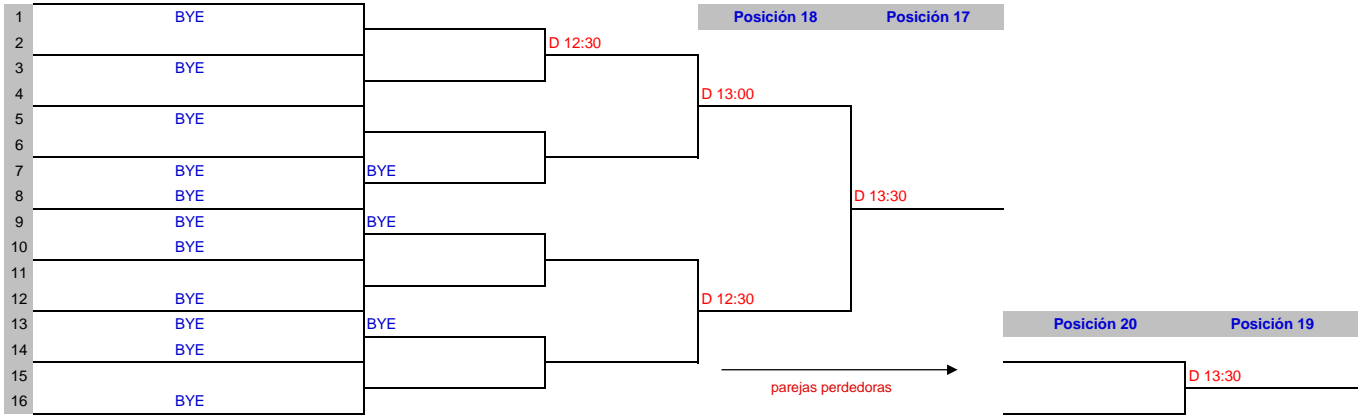 1 BYE Posición 18 Posición 17
2 D 12:30
3 BYE
4 D 13:00
5 BYE
6
7 BYE BYE
8 BYE D 13:30
9 BYE BYE
10 BYE
11
12 BYE D 12:30
13 BYE BYE Posición 20 Posición 19
14 BYE
15 D 13:30
parejas perdedoras
16 BYE